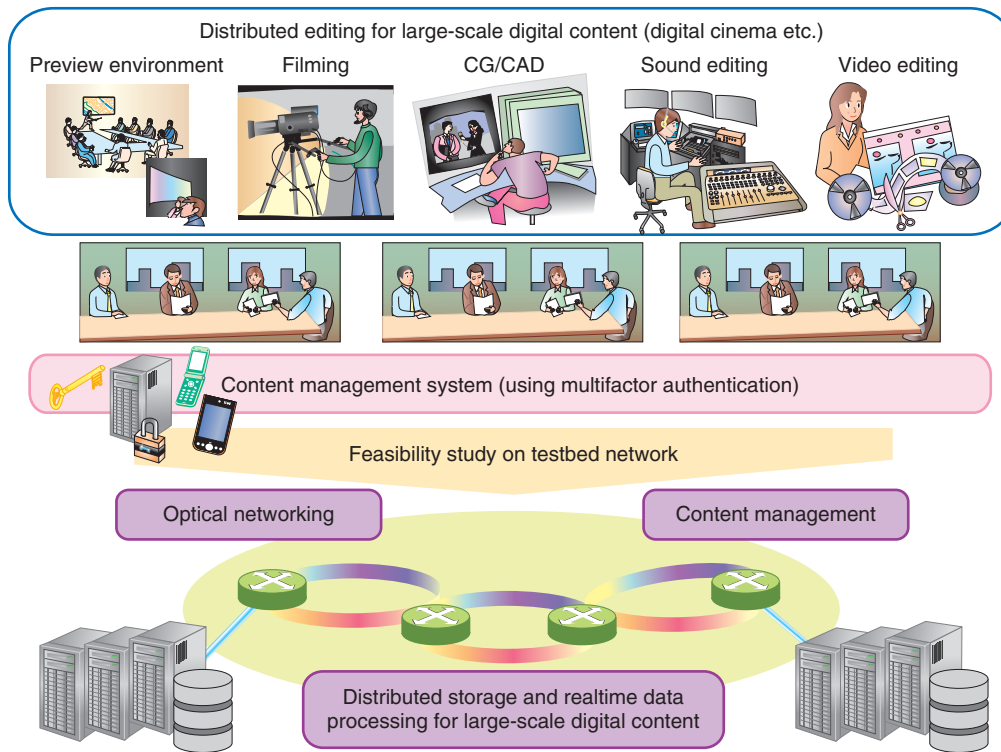 Distributed editing for large-scale digital content (digital cinema etc.)
Preview environment
Filming
CG/CAD
Sound editing
Video editing
Content management system (using multifactor authentication)
Feasibility study on testbed network
Optical networking
Content management
Distributed storage and realtime data
processing for large-scale digital content